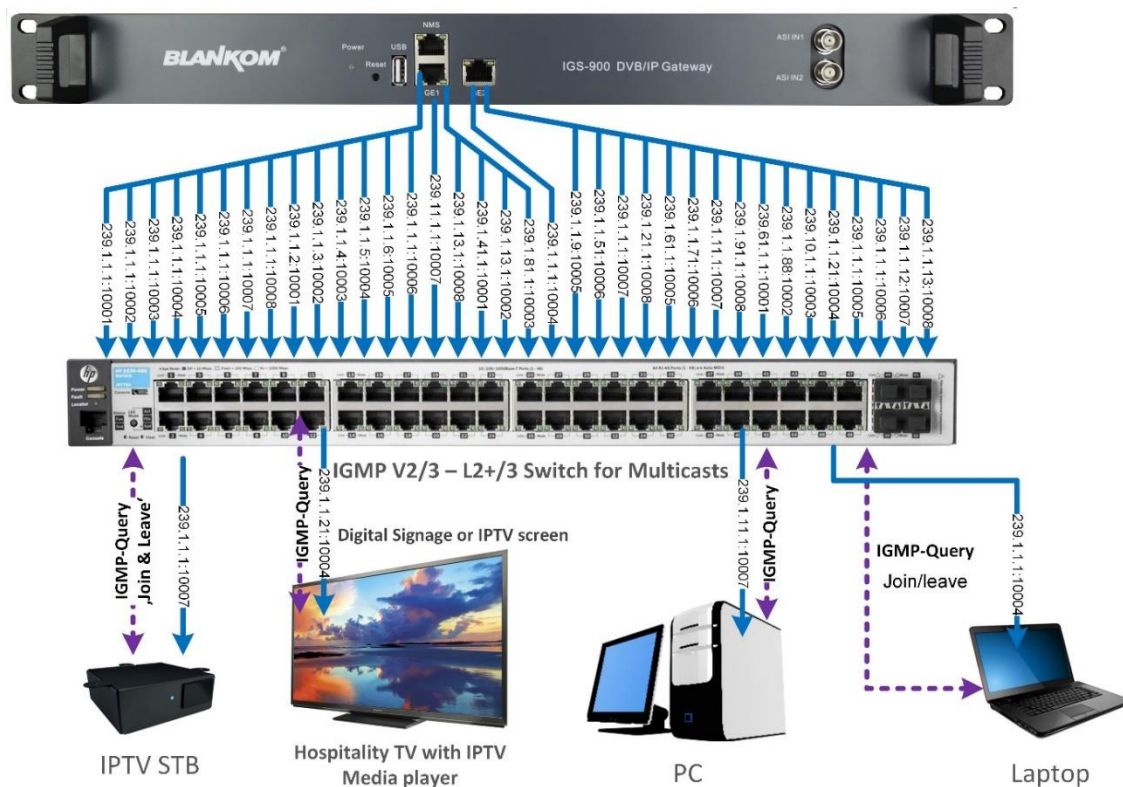 BLANKOM®
Power
Reset
USB
NMS
GE1
IGS-900 DVB/IP Gateway
ASI IN1
ASI IN2
239.1.1.1:10001
239.1.1.1:10002
239.1.1.1:10003
239.1.1.1:10004
239.1.1.1:10005
239.1.1.1:10006
239.1.1.1:10007
239.1.1.1:10008
239.1.1.2:10001
239.1.1.3:10002
239.1.1.4:10003
239.1.1.5:10004
239.1.1.6:10005
239.1.1.1:10006
239.11.1.1:10007
239.1.13.1:10008
239.1.41.1:10001
239.1.13.1:10002
239.1.81.1:10003
239.1.1.1:10004
239.1.1.9:10005
239.1.1.51:10006
239.1.1.1:10007
239.1.21.1:10008
239.1.61.1:10005
239.1.1.71:10006
239.1.11.1:10007
239.1.91.1:10008
239.61.1.1:10001
239.1.1.88:10002
239.10.1.1:10003
239.1.1.21:10004
239.1.1.1:10005
239.1.1.1:10006
239.1.1.12:10007
239.1.1.13:10008
hp
Power
Fault
Locator
Console
Switch
IGMP V2/3 – L2+/3 Switch for Multicasts
IGMP-Query
‚Join & Leave‘
239.1.1.1:10007
IGMP-Query
239.1.1.21:10004
Digital Signage or IPTV screen
239.1.11.1:10007
IGMP-Query
IGMP-Query
Join/leave
239.1.1.1:10004
IPTV STB
Hospitality TV with IPTV
Media player
PC
Laptop